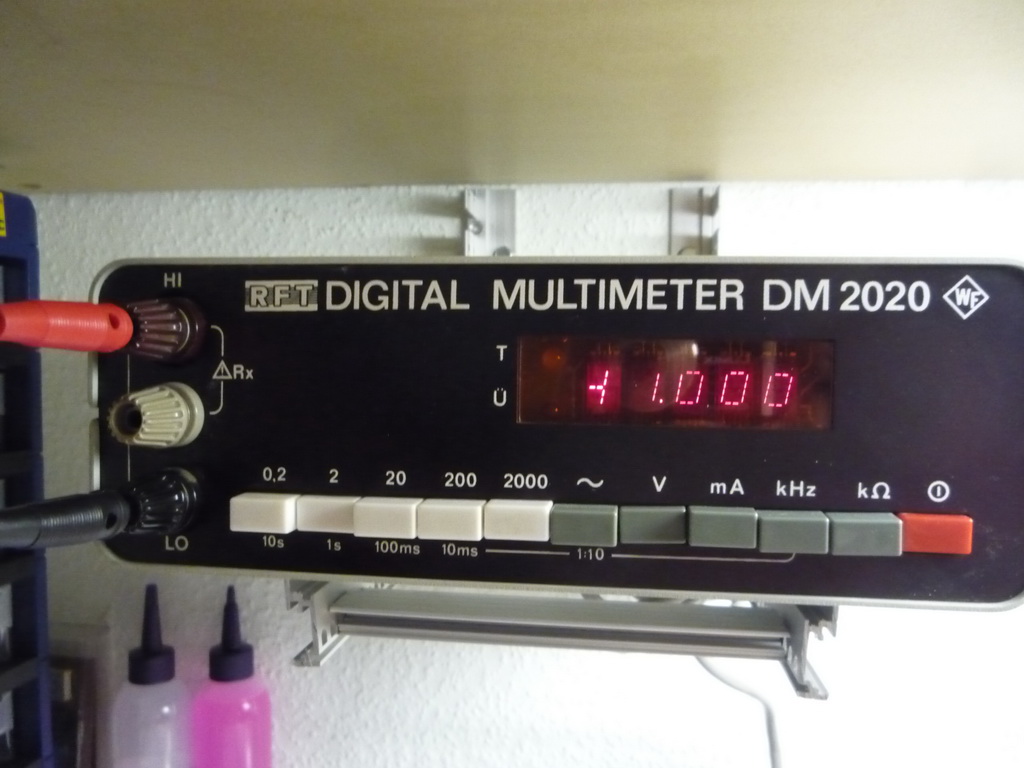 HI
RFT DIGITAL MULTIMETER DM 2020 WF
Rx
T
Ü
1.000
LO
0,2 2 20 200 2000 ~ V mA kHz kΩ
10s 1s 100ms 10ms 1:10